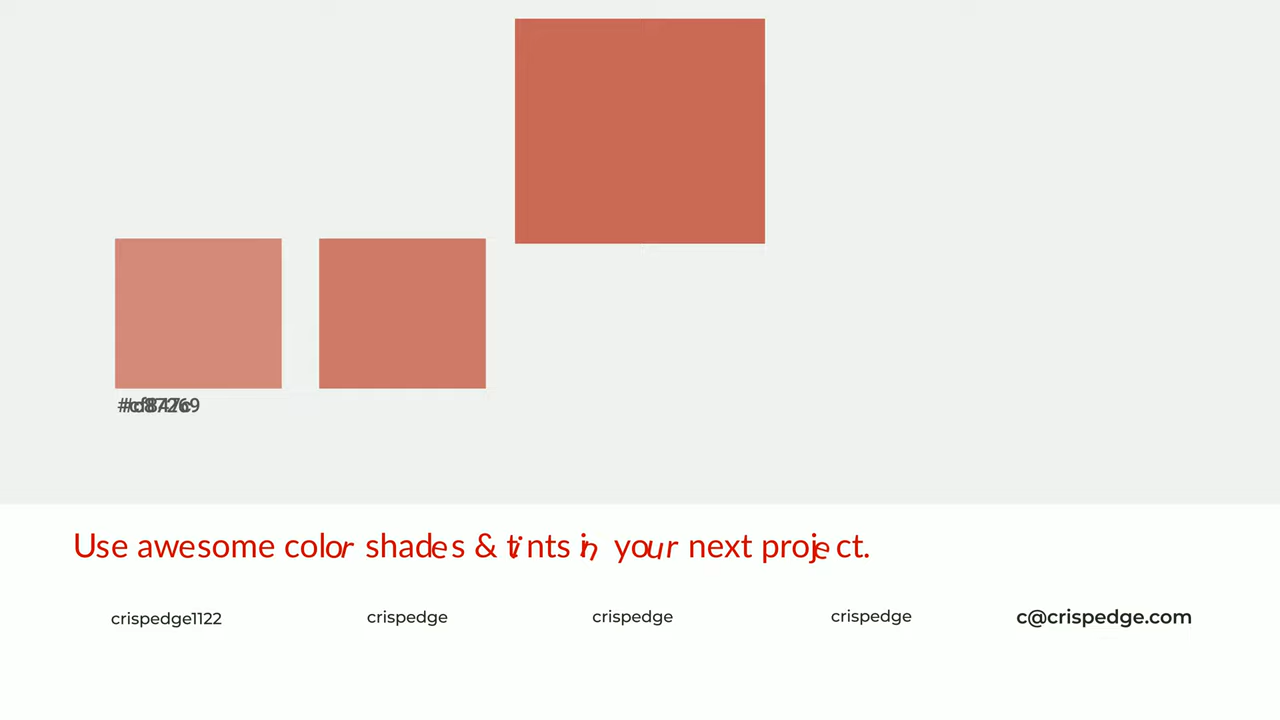 Use awesome color shades & tints in your next project.
crispedge1122 crispedge crispedge crispedge c@crispedge.com